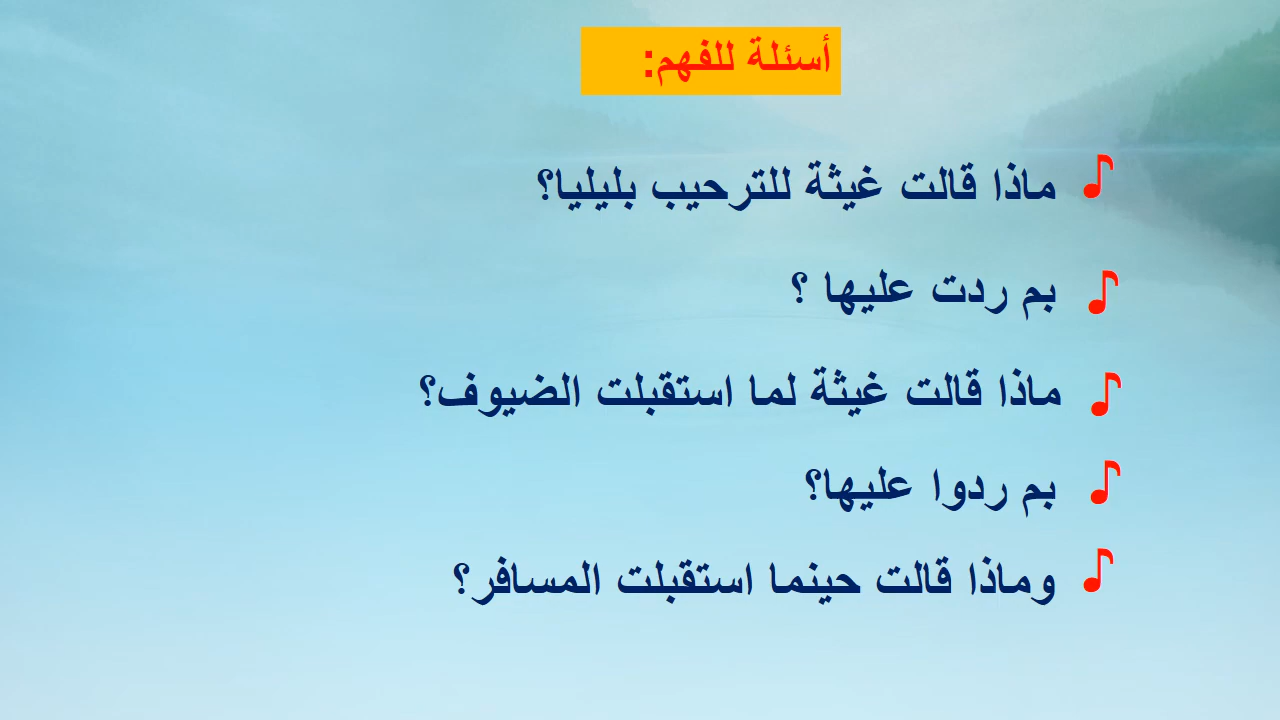 أسئلة للفهم:
ماذا قالت غيثة للترحيب بليليا؟
بم ردت عليها ؟
ماذا قالت غيثة لما استقبلت الضيوف؟
بم ردوا عليها؟
وماذا قالت حينما استقبلت المسافر؟